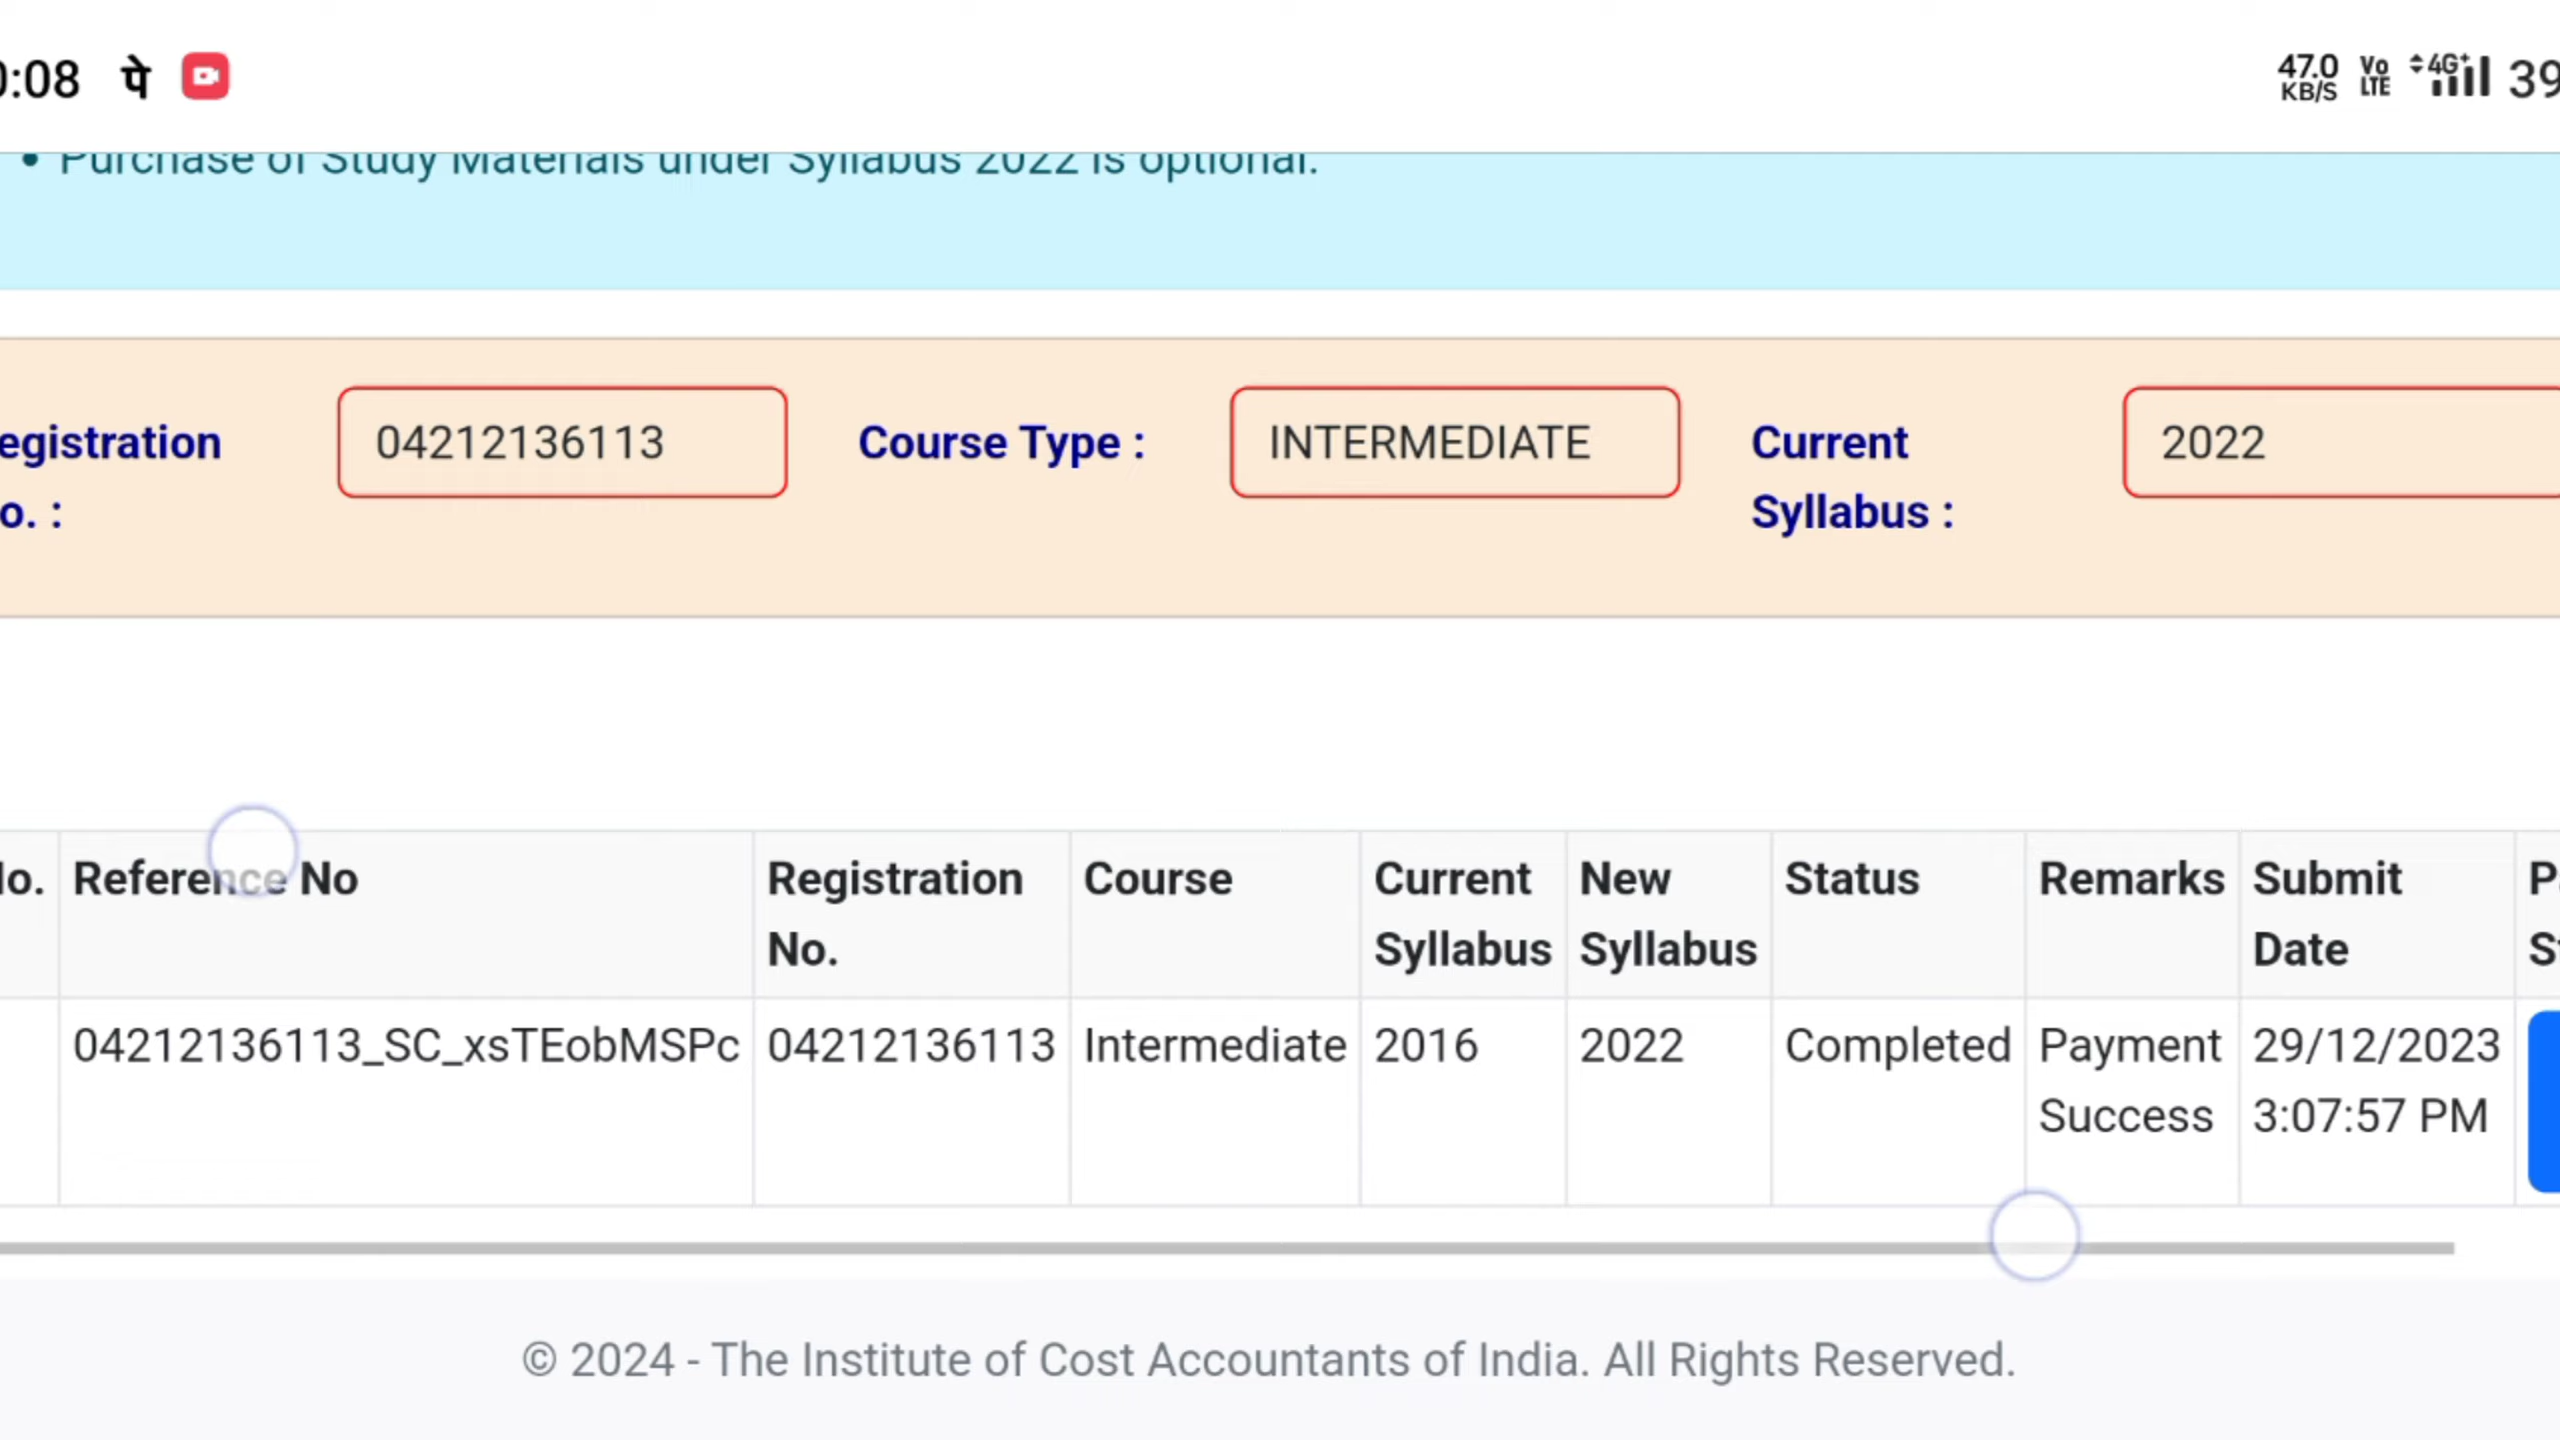 0:08 पे 47.0 KB/S Vo LTE 4G+ 39
• Purchase of Study Materials under Syllabus 2022 is optional.
egistration 04212136113 Course Type : INTERMEDIATE Current 2022
o. : Syllabus :
o. Reference No Registration Course Current New Status Remarks Submit
No. Syllabus Syllabus Date
04212136113_SC_xsTEobMSPc 04212136113 Intermediate 2016 2022 Completed Payment 29/12/2023
Success 3:07:57 PM
© 2024 - The Institute of Cost Accountants of India. All Rights Reserved.